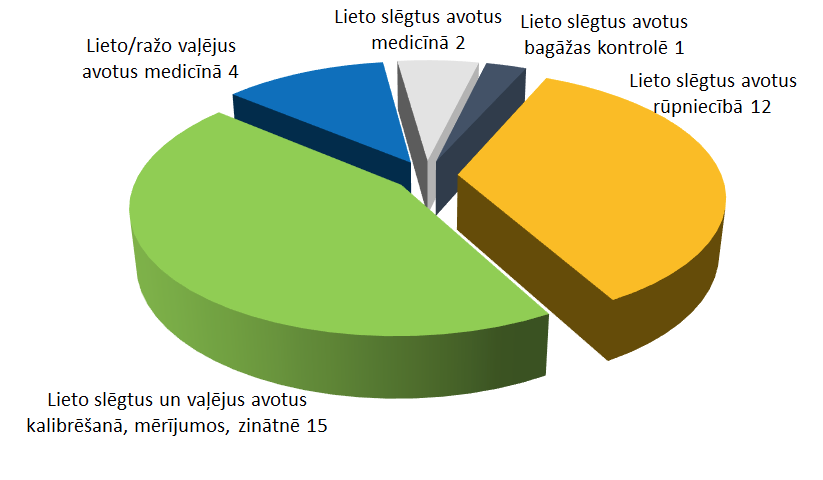 Lieto slēgtus avotus
medicīnā 2
Lieto slēgtus avotus
bagāžas kontrolē 1
Lieto/ražo vaļējus
avotus medicīnā 4
Lieto slēgtus avotus
rūpniecībā 12
Lieto slēgtus un vaļējus avotus
kalibrēšanā, mērījumos, zinātnē 15